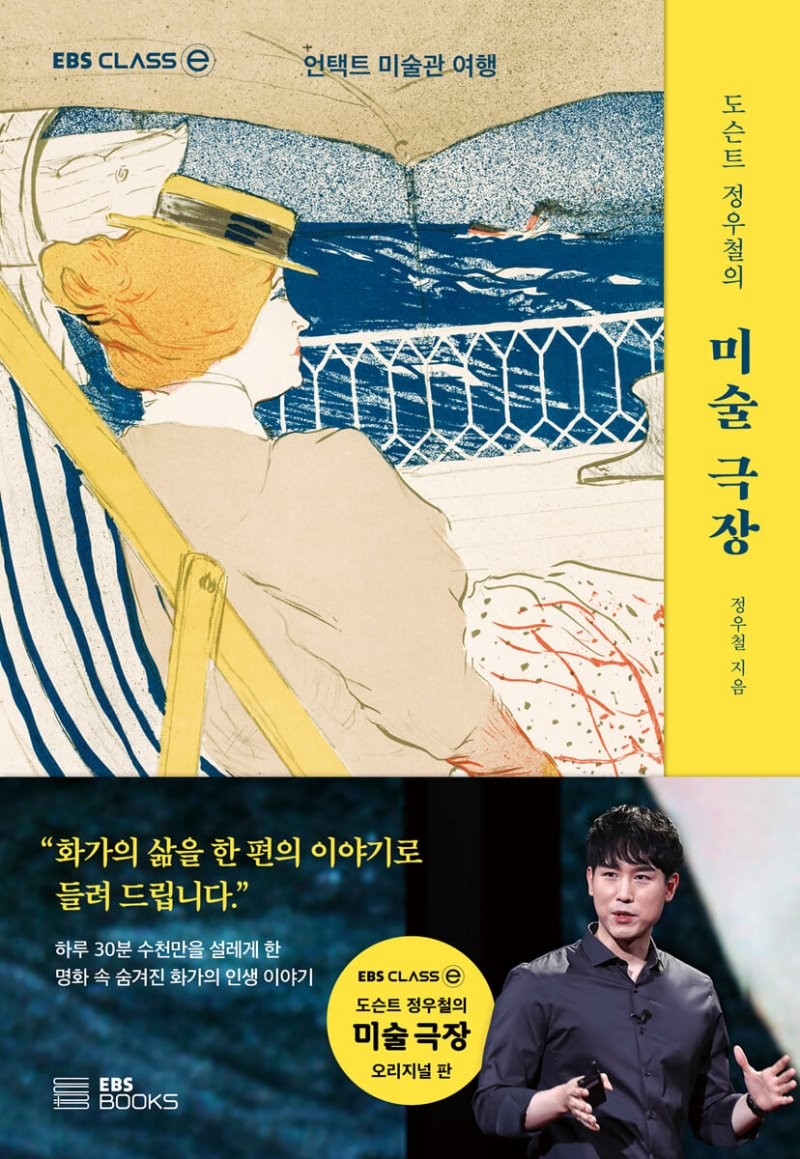 EBS CLASS e
언택트 미술관 여행
도슨트 정우철의
미술 극장
정우철 지음
“화가의 삶을 한 편의 이야기로
들려 드립니다.”
하루 30분 수천만을 설레게 한
명화 속 숨겨진 화가의 인생 이야기
EBS CLASS e
도슨트 정우철의
미술 극장
오리지널 판
EBS
BOOKS